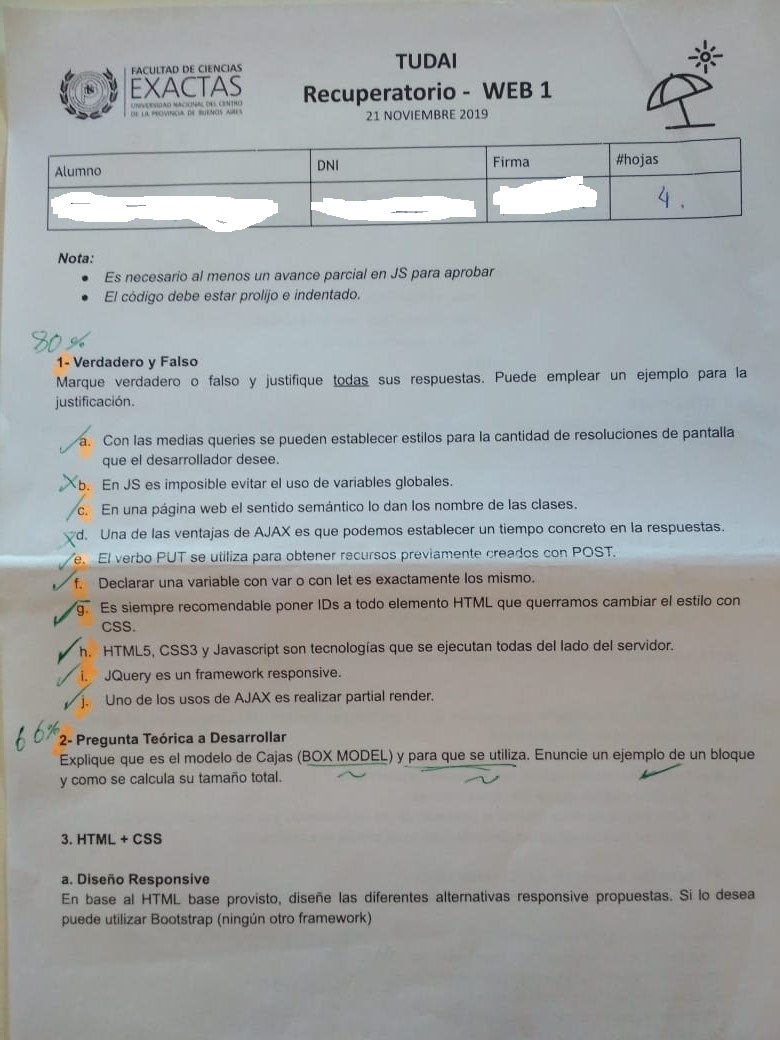 FACULTAD DE CIENCIAS
EXACTAS
UNIVERSIDAD NACIONAL DEL CENTRO
DE LA PROVINCIA DE BUENOS AIRES
TUDAI
Recuperatorio - WEB 1
21 NOVIEMBRE 2019
Alumno DNI Firma #hojas
4.
Nota:
• Es necesario al menos un avance parcial en JS para aprobar
• El código debe estar prolijo e indentado.
80%
1- Verdadero y Falso
Marque verdadero o falso y justifique todas sus respuestas. Puede emplear un ejemplo para la
justificación.
a. Con las medias queries se pueden establecer estilos para la cantidad de resoluciones de pantalla
que el desarrollador desee.
b. En JS es imposible evitar el uso de variables globales.
c. En una página web el sentido semántico lo dan los nombre de las clases.
d. Una de las ventajas de AJAX es que podemos establecer un tiempo concreto en la respuestas.
e. El verbo PUT se utiliza para obtener recursos previamente creados con POST.
f. Declarar una variable con var o con let es exactamente los mismo.
g. Es siempre recomendable poner IDs a todo elemento HTML que querramos cambiar el estilo con
CSS.
h. HTML5, CSS3 y Javascript son tecnologías que se ejecutan todas del lado del servidor.
i. JQuery es un framework responsive.
j. Uno de los usos de AJAX es realizar partial render.
66%
2- Pregunta Teórica a Desarrollar
Explique que es el modelo de Cajas (BOX MODEL) y para que se utiliza. Enuncie un ejemplo de un bloque
y como se calcula su tamaño total.
3. HTML + CSS
a. Diseño Responsive
En base al HTML base provisto, diseñe las diferentes alternativas responsive propuestas. Si lo desea
puede utilizar Bootstrap (ningún otro framework)